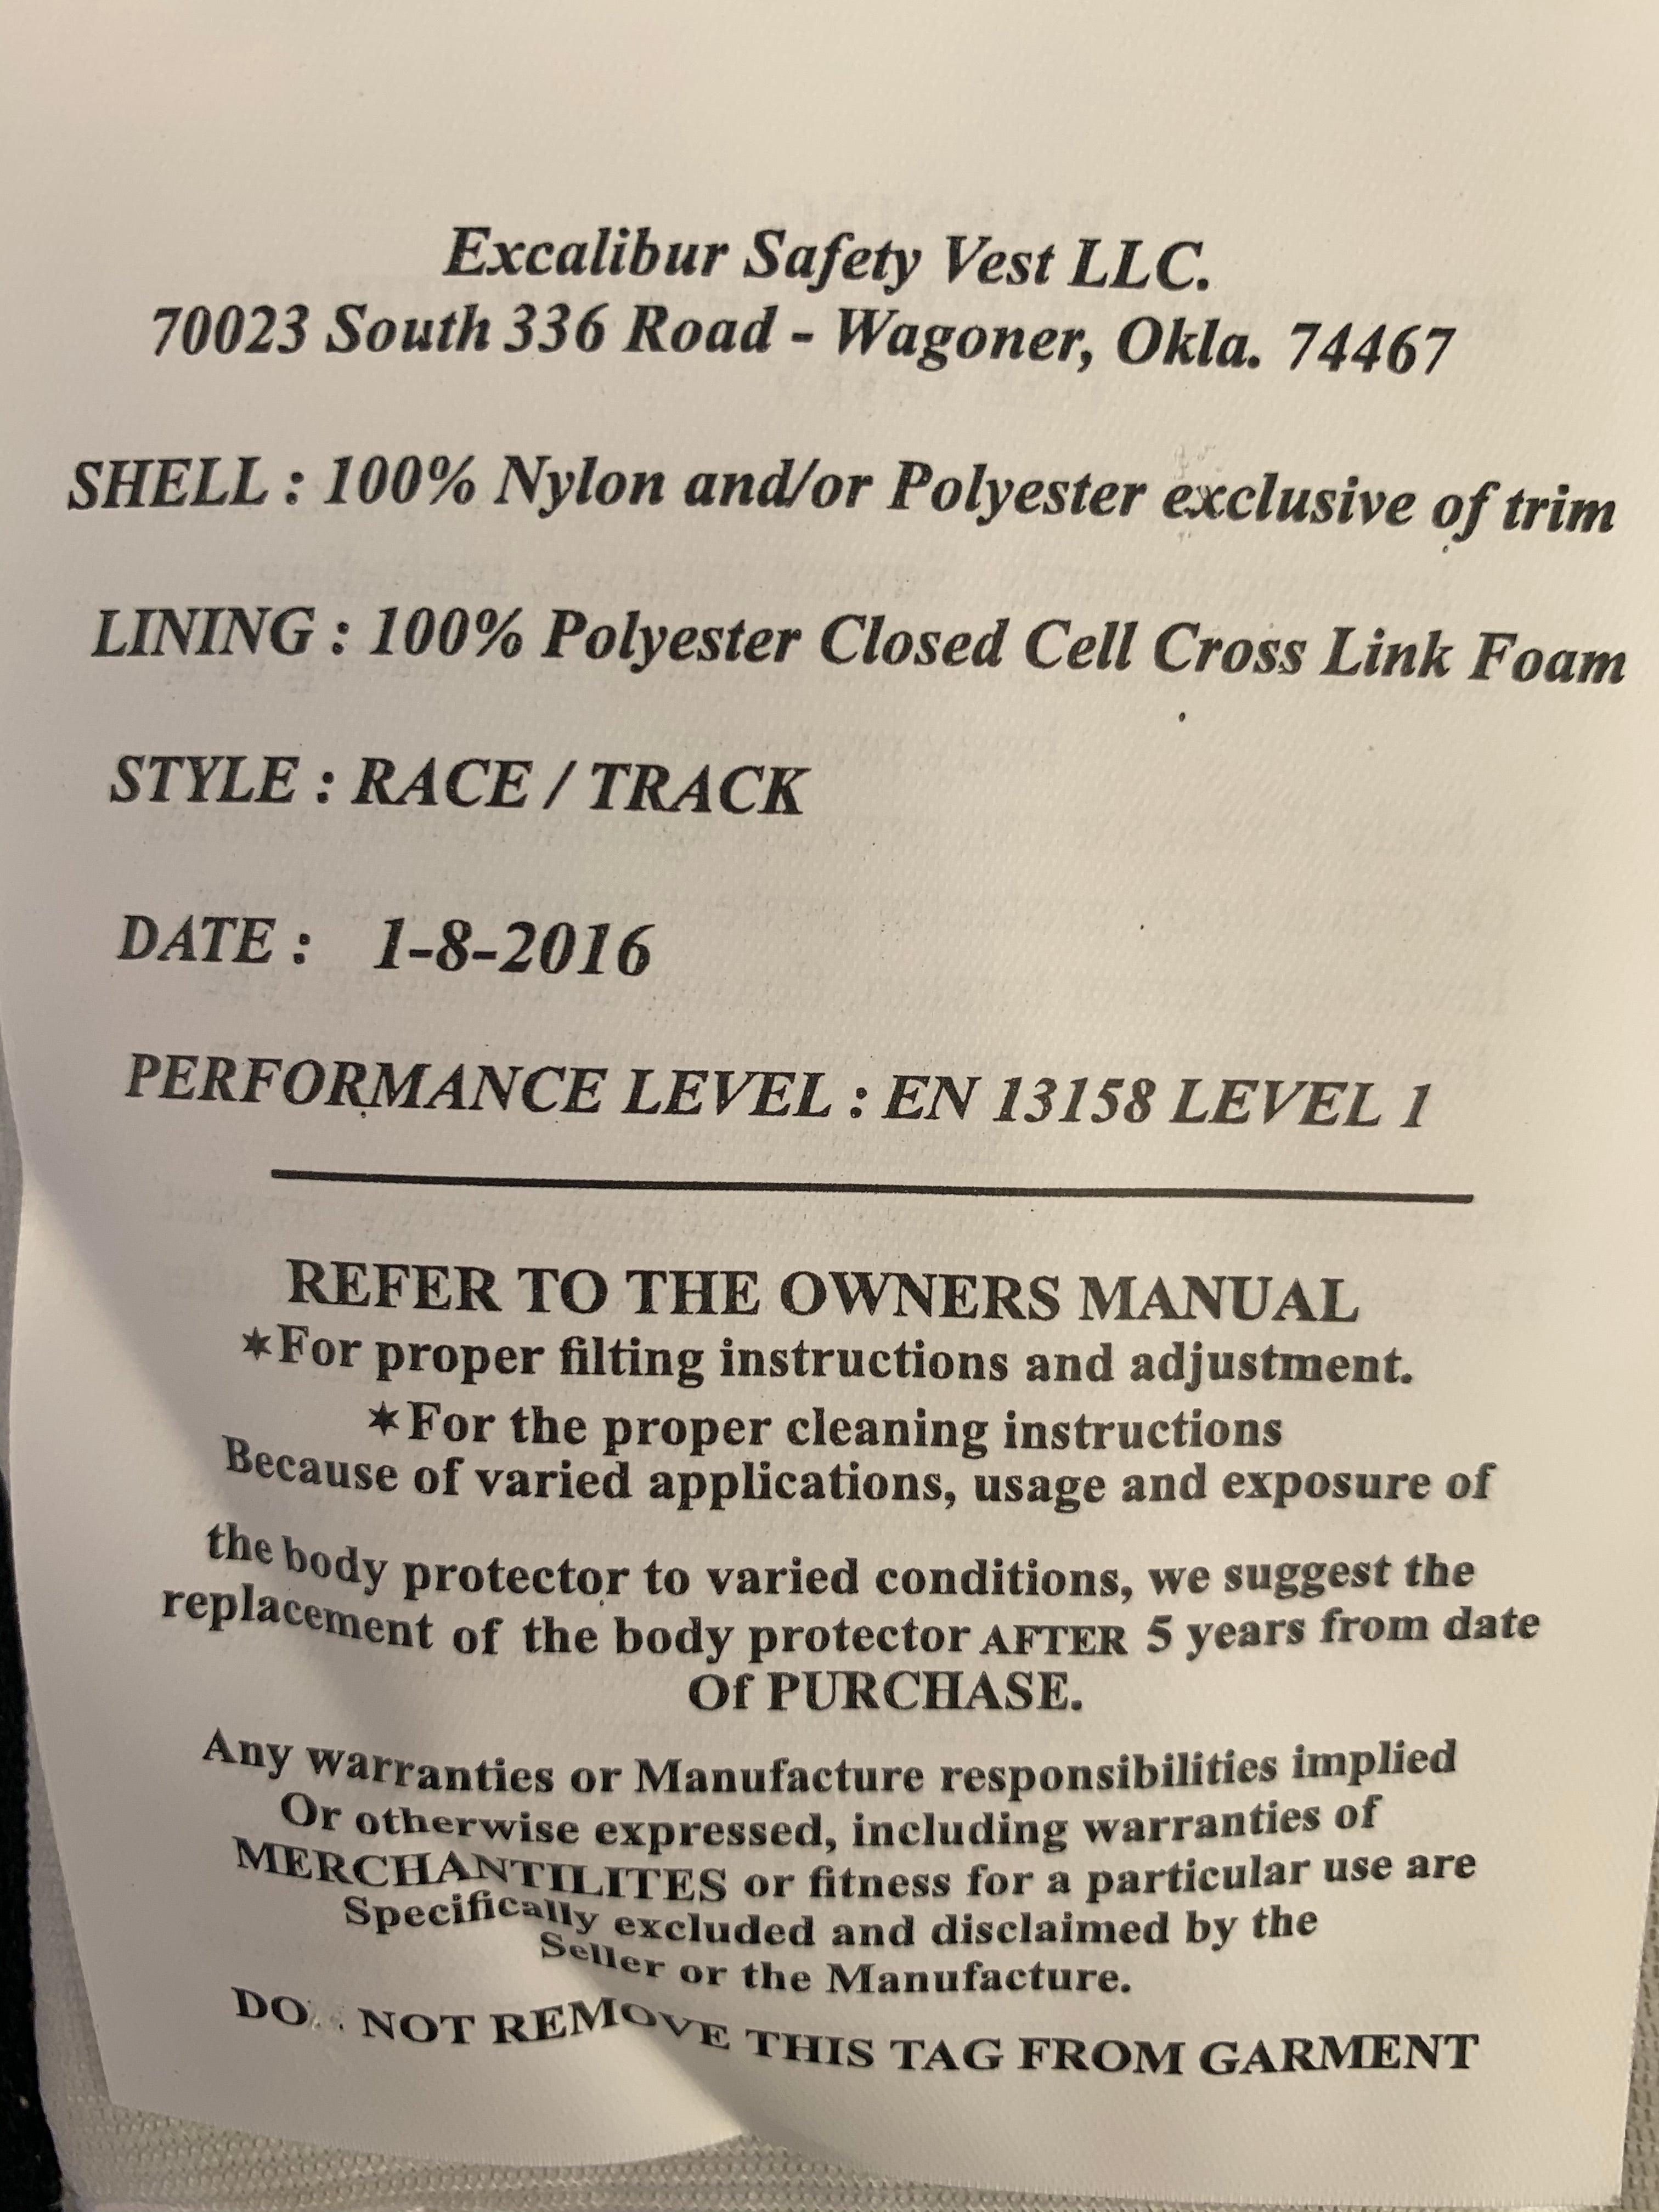 Excalibur Safety Vest LLC.
70023 South 336 Road - Wagoner, Okla. 74467
SHELL : 100% Nylon and/or Polyester exclusive of trim
LINING : 100% Polyester Closed Cell Cross Link Foam
STYLE : RACE / TRACK
DATE : 1-8-2016
PERFORMANCE LEVEL : EN 13158 LEVEL 1
REFER TO THE OWNERS MANUAL
✶For proper filting instructions and adjustment.
✶For the proper cleaning instructions
Because of varied applications, usage and exposure of
the body protector to varied conditions, we suggest the
replacement of the body protector AFTER 5 years from date
Of PURCHASE.
Any warranties or Manufacture responsibilities implied
Or otherwise expressed, including warranties of
MERCHANTILITES or fitness for a particular use are
Specifically excluded and disclaimed by the
Seller or the Manufacture.
DO NOT REMOVE THIS TAG FROM GARMENT